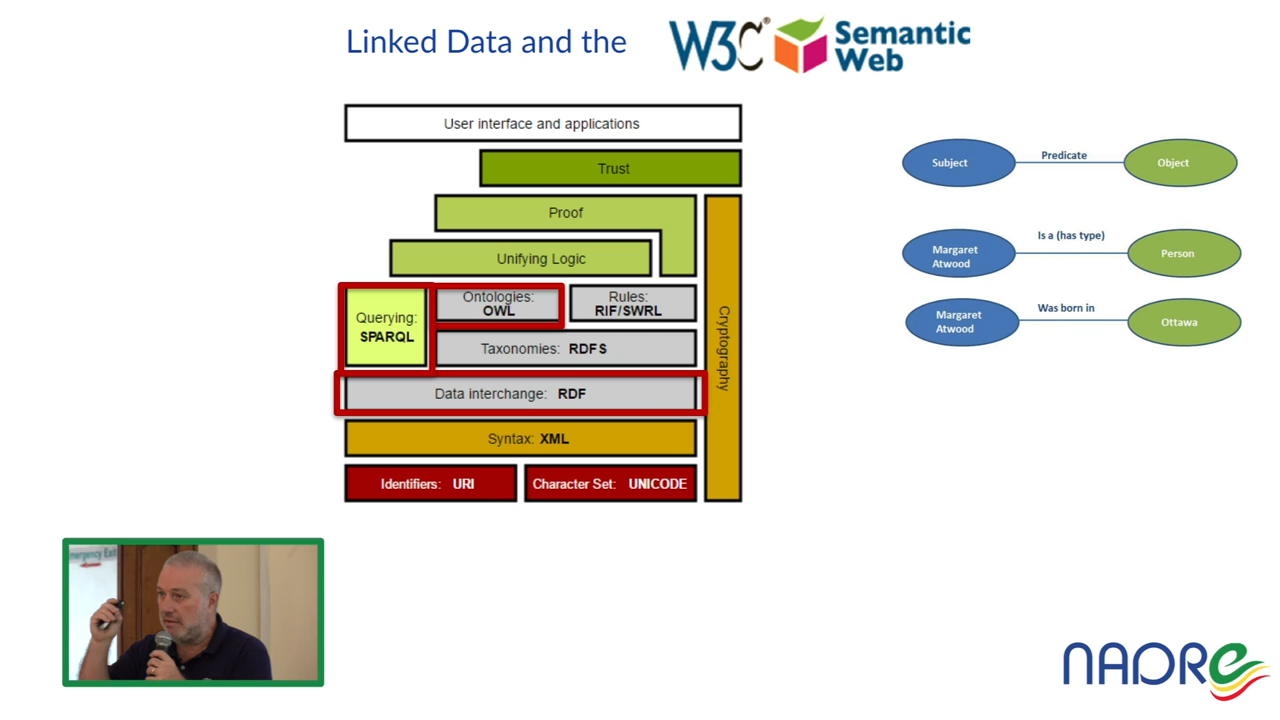 Linked Data and the
W3C® Semantic
Web
User interface and applications
Trust
Proof
Unifying Logic
Ontologies:
OWL
Rules:
RIF/SWRL
Querying:
SPARQL
Taxonomies: RDFS
Data interchange: RDF
Syntax: XML
Identifiers: URI
Character Set: UNICODE
Cryptography
Subject
Predicate
Object
Margaret
Atwood
Is a (has type)
Person
Margaret
Atwood
Was born in
Ottawa
Emergency Exit
NADRe